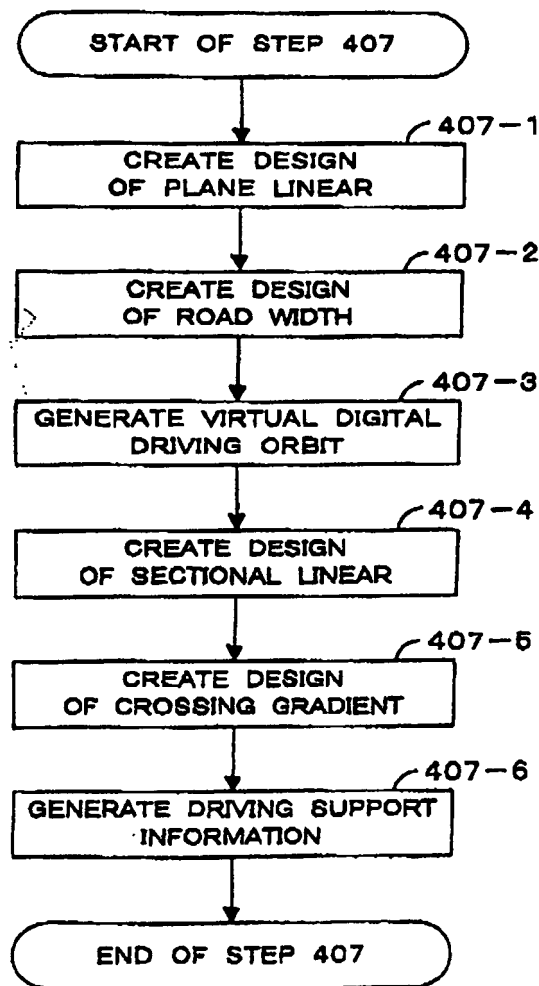 START OF STEP 407
407-1
CREATE DESIGN
OF PLANE LINEAR
407-2
CREATE DESIGN
OF ROAD WIDTH
407-3
GENERATE VIRTUAL DIGITAL
DRIVING ORBIT
407-4
CREATE DESIGN
OF SECTIONAL LINEAR
407-5
CREATE DESIGN
OF CROSSING GRADIENT
407-6
GENERATE DRIVING SUPPORT
INFORMATION
END OF STEP 407